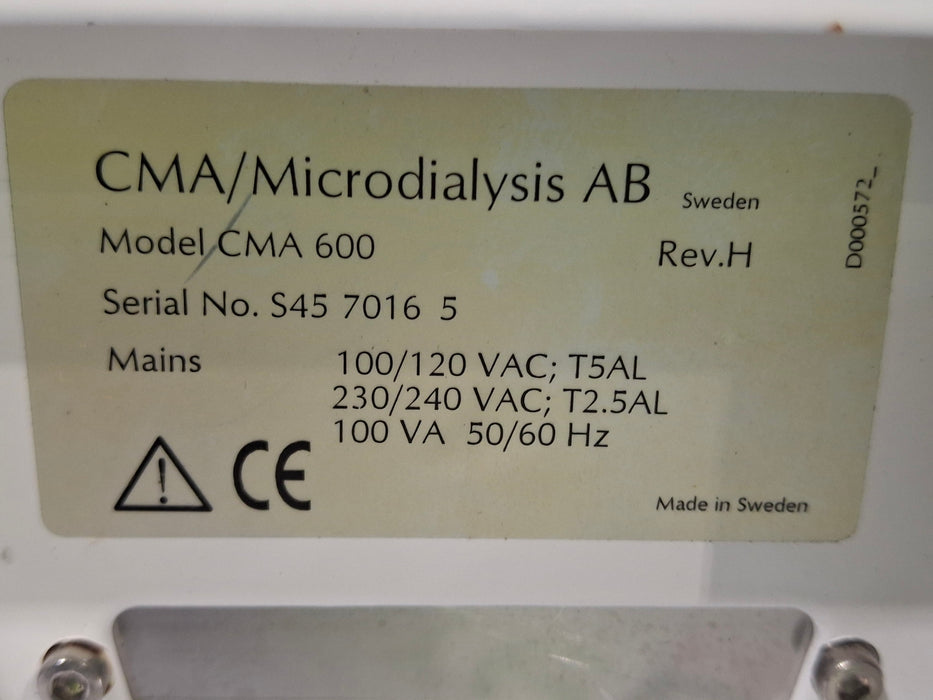 CMA/Microdialysis AB Sweden
Model CMA 600 Rev.H
D000572_
Serial No. S45 7016 5
Mains 100/120 VAC; T5AL
230/240 VAC; T2.5AL
100 VA 50/60 Hz
CE
Made in Sweden